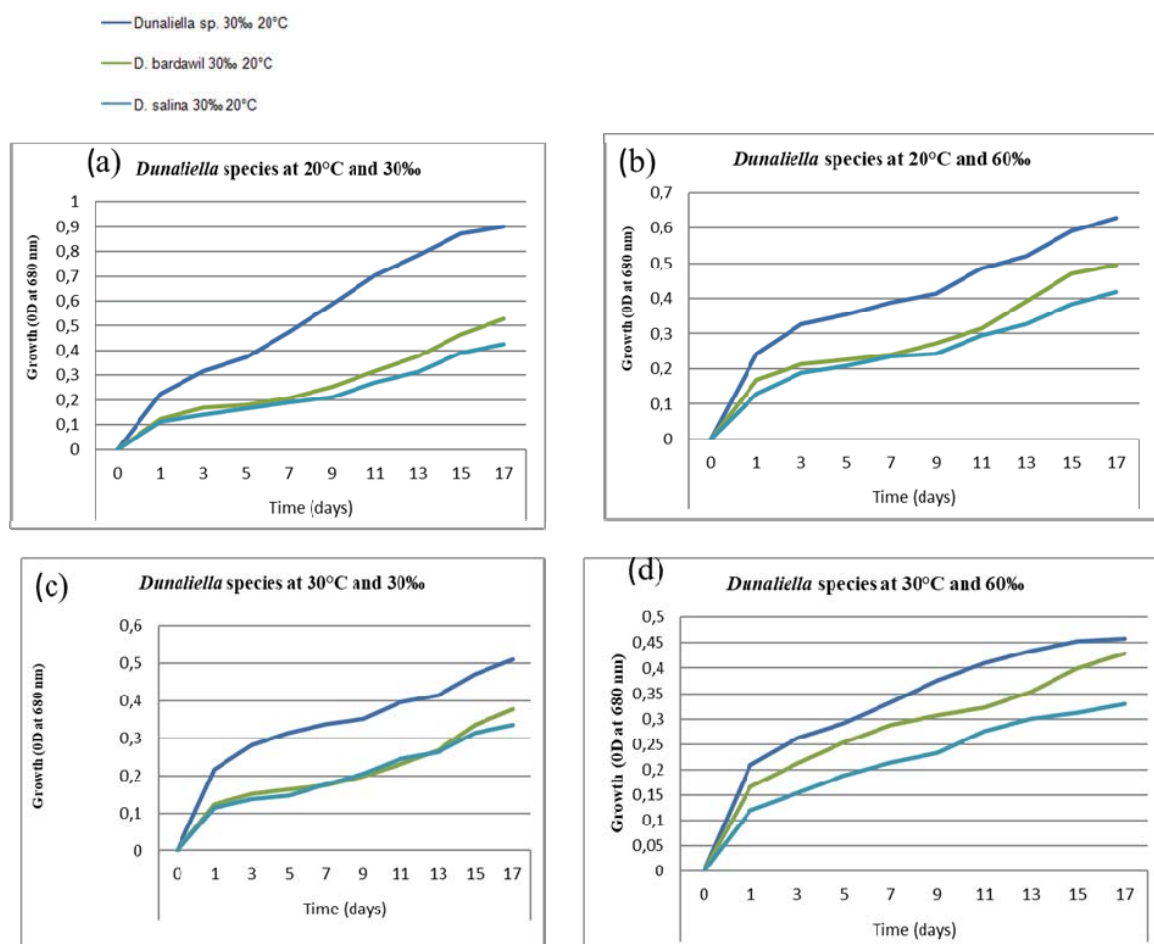 Dunaliella sp. 30‰ 20°C
D. bardawil 30‰ 20°C
D. salina 30‰ 20°C
(a)
Dunaliella species at 20°C and 30‰
Growth (0D at 680 nm)
1
0,9
0,8
0,7
0,6
0,5
0,4
0,3
0,2
0,1
0
0 1 3 5 7 9 11 13 15 17
Time (days)
(b)
Dunaliella species at 20°C and 60‰
Growth (0D at 680 nm)
0,7
0,6
0,5
0,4
0,3
0,2
0,1
0
0 1 3 5 7 9 11 13 15 17
Time (days)
(c)
Dunaliella species at 30°C and 30‰
Growth (0D at 680 nm)
0,6
0,5
0,4
0,3
0,2
0,1
0
0 1 3 5 7 9 11 13 15 17
Time (days)
(d)
Dunaliella species at 30°C and 60‰
Growth (0D at 680 nm)
0,5
0,45
0,4
0,35
0,3
0,25
0,2
0,15
0,1
0,05
0
0 1 3 5 7 9 11 13 15 17
Time (days)